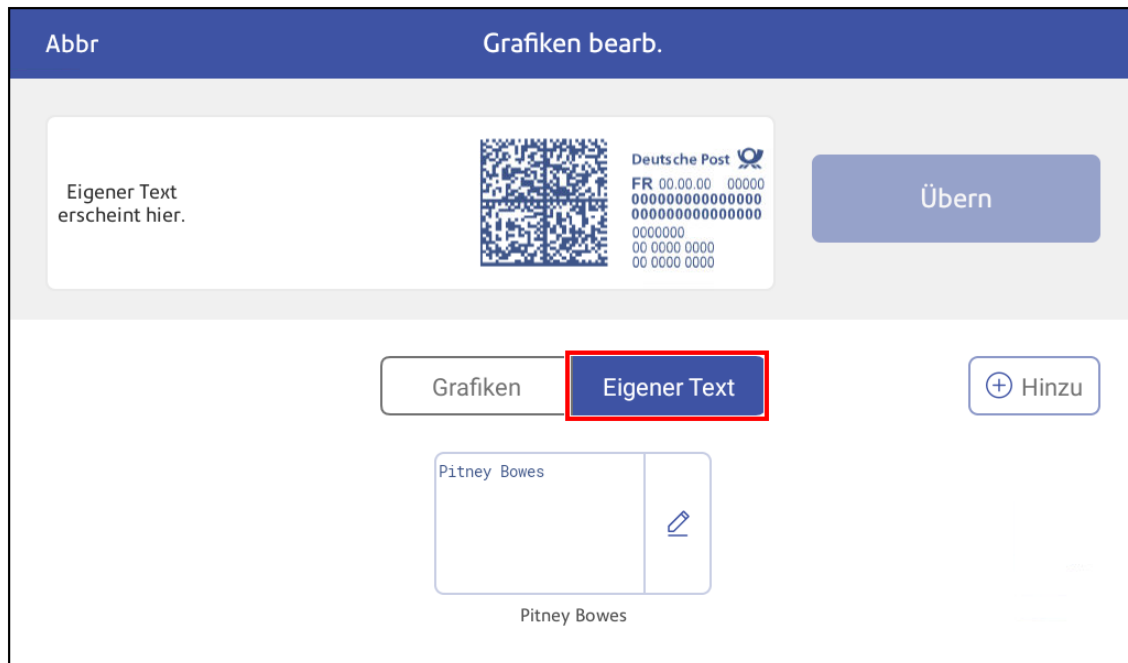 Abbr
Grafiken bearb.
Eigener Text
erscheint hier.
Deutsche Post
FR 00.00.00 00000
000000000000000
000000000000000
0000000
00 0000 0000
00 0000 0000
Übern
Grafiken
Eigener Text
Hinzu
Pitney Bowes
Pitney Bowes